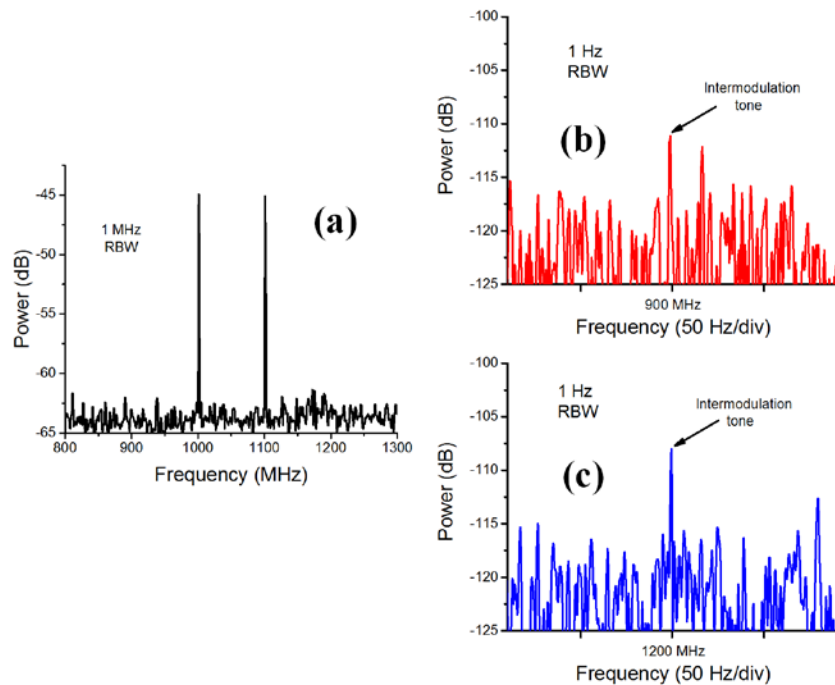 (a)
1 MHz
RBW
Power (dB)
-45
-50
-55
-60
-65
800
900
1000
1100
1200
1300
Frequency (MHz)
(b)
1 Hz
RBW
Intermodulation
tone
Power (dB)
-100
-105
-110
-115
-120
-125
900 MHz
Frequency (50 Hz/div)
(c)
1 Hz
RBW
Intermodulation
tone
Power (dB)
-100
-105
-110
-115
-120
-125
1200 MHz
Frequency (50 Hz/div)